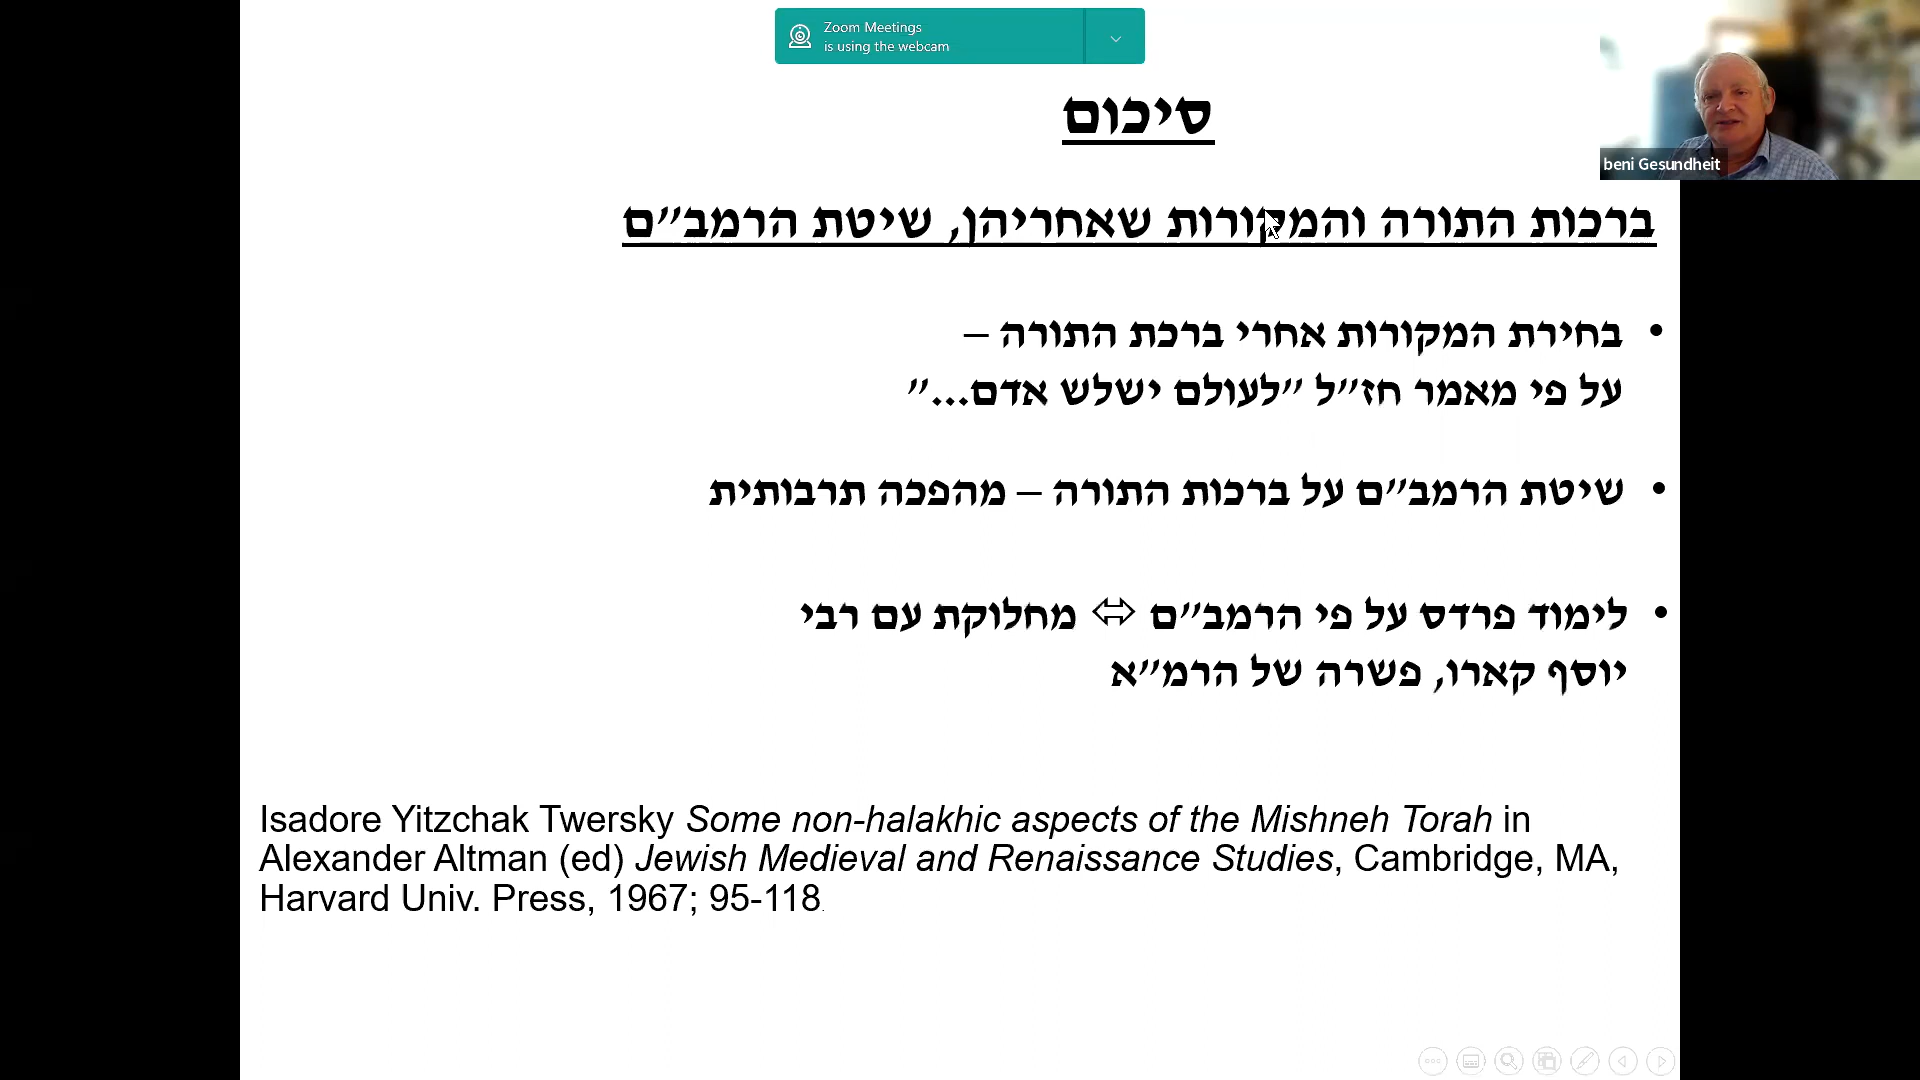 Zoom Meetings
is using the webcam
beni Gesundheit
סיכום
ברכות התורה והמקורות שאחריהן, שיטת הרמב״ם
• בחירת המקורות אחרי ברכת התורה –
על פי מאמר חז״ל ״לעולם ישלש אדם...״
• שיטת הרמב״ם על ברכות התורה – מהפכה תרבותית
• לימוד פרדס על פי הרמב״ם ⇔ מחלוקת עם רבי
יוסף קארו, פשרה של הרמ״א
Isadore Yitzchak Twersky Some non-halakhic aspects of the Mishneh Torah in
Alexander Altman (ed) Jewish Medieval and Renaissance Studies, Cambridge, MA,
Harvard Univ. Press, 1967; 95-118.